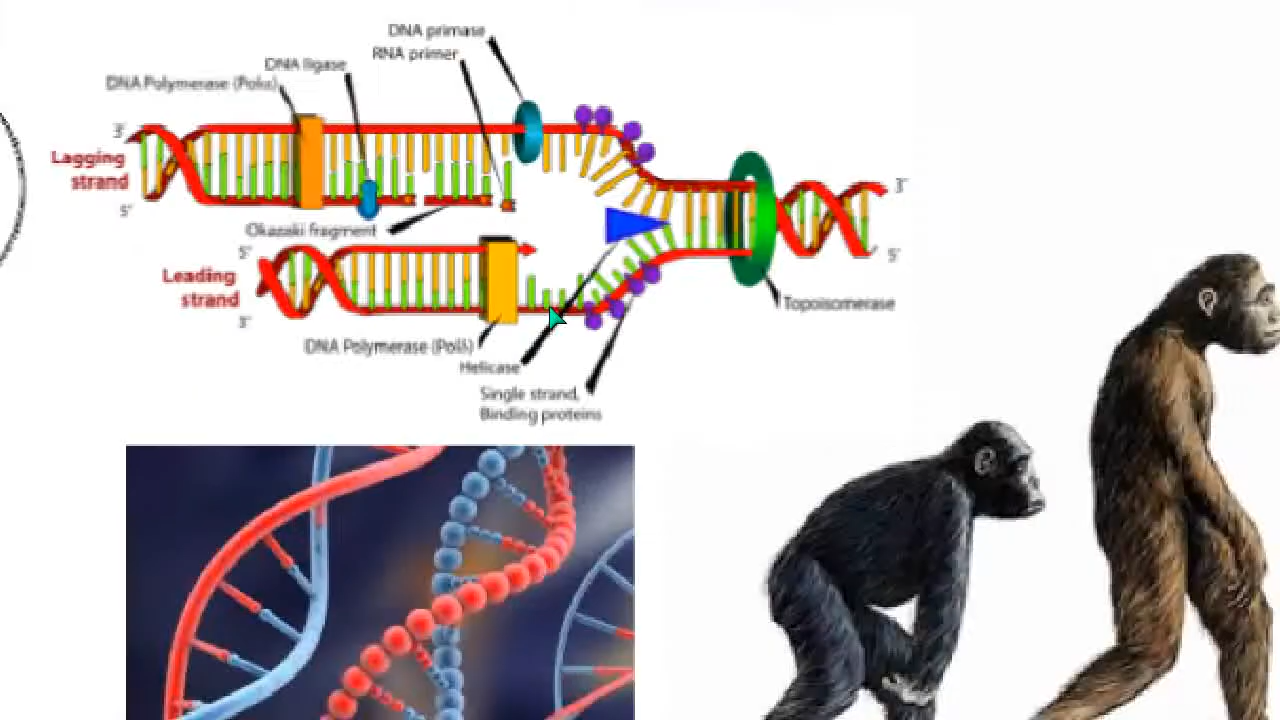 DNA primase
RNA primer
DNA ligase
DNA Polymerase (Polα)
3'
Lagging
strand
5'
Okazaki fragment
5'
Leading
strand
3'
DNA Polymerase (Polδ)
Helicase
Single strand,
Binding proteins
Topoisomerase
3'
5'